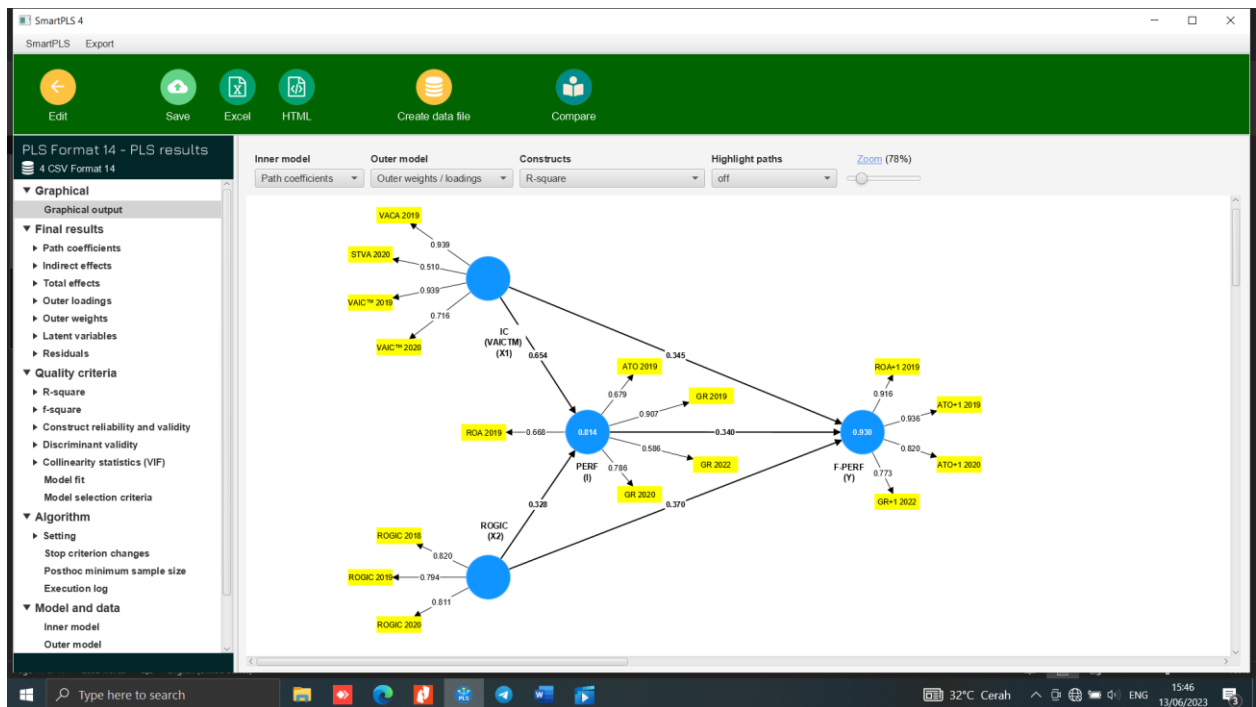 SmartPLS 4
SmartPLS Export
Edit Save Excel HTML Create data file Compare
PLS Format 14 - PLS results
4 CSV Format 14
Graphical
Graphical output
Final results
Path coefficients
Indirect effects
Total effects
Outer loadings
Outer weights
Latent variables
Residuals
Quality criteria
R-square
f-square
Construct reliability and validity
Discriminant validity
Collinearity statistics (VIF)
Model fit
Model selection criteria
Algorithm
Setting
Stop criterion changes
Posthoc minimum sample size
Execution log
Model and data
Inner model
Outer model
Inner model Outer model Constructs Highlight paths Zoom (78%)
Path coefficients Outer weights / loadings R-square off
VACA 2019
0.939
STVA 2020
0.510
0.939
VAIC™ 2019
0.716
VAIC™ 2020
IC
(VAICTM)
(X1)
0.654
0.345
ATO 2019
0.679
GR 2019
0.907
ROA 2019
0.668
0.814
0.340
0.586
GR 2022
PERF
(I)
0.786
GR 2020
ROA+1 2019
0.916
ATO+1 2019
0.936
0.930
0.820
ATO+1 2020
F-PERF
(Y)
0.773
GR+1 2022
0.328
0.370
ROGIC
(X2)
ROGIC 2018
0.820
ROGIC 2019
0.794
0.811
ROGIC 2020
Type here to search
32°C Cerah
ENG
15:46
13/06/2023
3